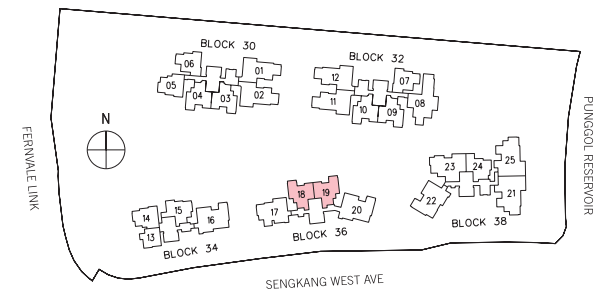 BLOCK 30
BLOCK 32
06
01
05
04
03
02
12
07
11
10
09
08
N
FERNVALE LINK
PUNGGOL RESERVOIR
23
24
25
22
21
BLOCK 38
18
19
17
20
BLOCK 36
14
15
16
13
BLOCK 34
SENGKANG WEST AVE